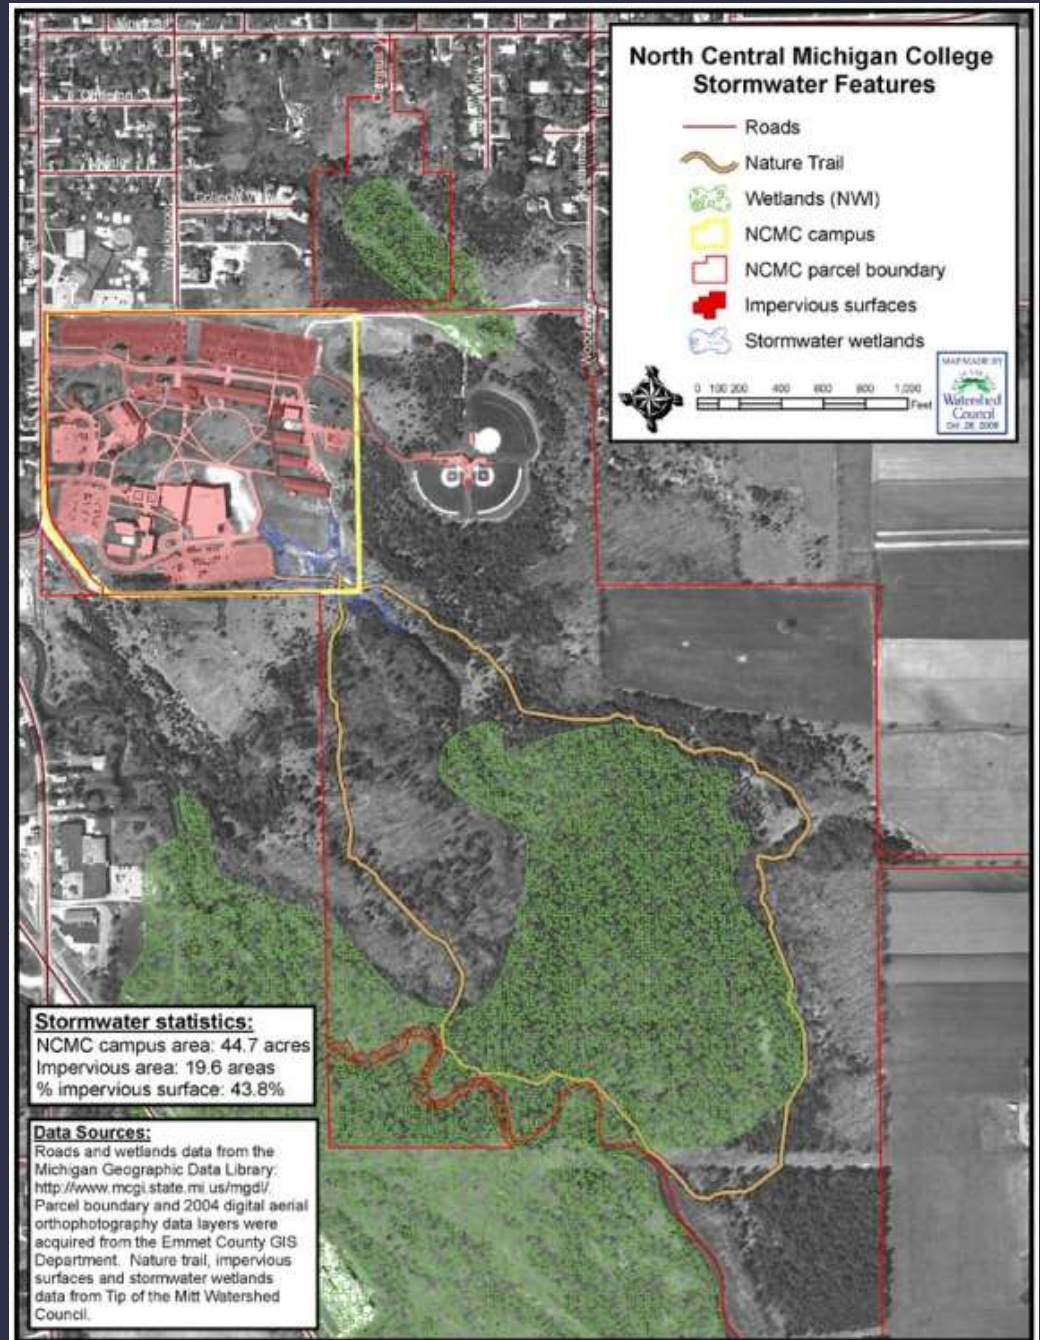 North Central Michigan College
Stormwater Features
Roads
Nature Trail
Wetlands (NWI)
NCMC campus
NCMC parcel boundary
Impervious surfaces
Stormwater wetlands
0 100 200 400 600 800 1,000
Feet
MAP MADE BY
Watershed
Council
College
Stormwater statistics:
NCMC campus area: 44.7 acres
Impervious area: 19.6 areas
% impervious surface: 43.8%
Data Sources:
Roads and wetlands data from the
Michigan Geographic Data Library:
http://www.mcgi.state.mi.us/mgdl/.
Parcel boundary and 2004 digital aerial
orthophotography data layers were
acquired from the Emmet County GIS
Department. Nature trail, impervious
surfaces and stormwater wetlands
data from Tip of the Mitt Watershed
Council.